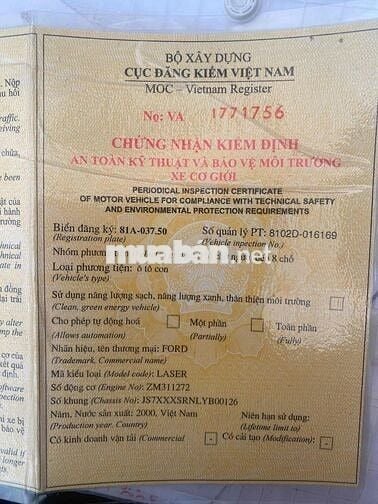 BỘ XÂY DỰNG
CỤC ĐĂNG KIỂM VIỆT NAM
MOC – Vietnam Register
No: VA 1771756
CHỨNG NHẬN KIỂM ĐỊNH
AN TOÀN KỸ THUẬT VÀ BẢO VỆ MÔI TRƯỜNG
XE CƠ GIỚI
PERIODICAL INSPECTION CERTIFICATE
OF MOTOR VEHICLE FOR COMPLIANCE WITH TECHNICAL SAFETY
AND ENVIRONMENTAL PROTECTION REQUIREMENTS
Biển đăng ký: 81A-037.50 Số quản lý PT: 8102D-016169
(Registration plate) (Vehicle inspection No.)
Nhóm phương 8 chỗ
muaban.net
Loại phương tiện: ô tô con
(Vehicle's type)
Sử dụng năng lượng sạch, năng lượng xanh, thân thiện môi trường
(Clean, green energy vehicle)
Cho phép tự động hoá Một phần Toàn phần
(Allows automation) (Partially) (Fully)
Nhãn hiệu, tên thương mại: FORD
(Trademark, Commercial name)
Mã kiểu loại (Model code): LASER
Số động cơ (Engine No): ZM311272
Số khung (Chassis No): JS7XXXSRNLYB00126
Năm, Nước sản xuất: 2000, Việt Nam Niên hạn sử dụng:
(Production year, Country) (Lifetime limit to)
Có kinh doanh vận tải (Commercial - Có cải tạo (Modification): -